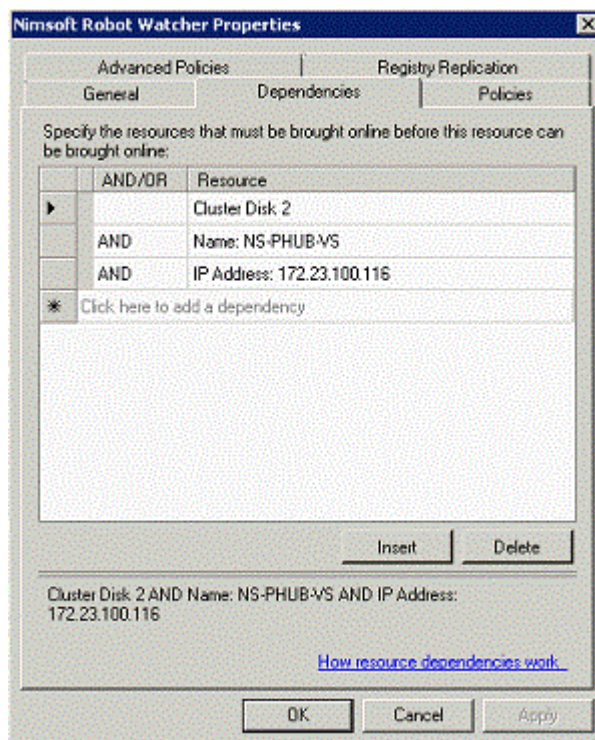 Nimsoft Robot Watcher Properties
Advanced Policies Registry Replication
General Dependencies Policies
Specify the resources that must be brought online before this resource can
be brought online:
AND/OR Resource
Cluster Disk 2
AND Name: NS-PHUB-VS
AND IP Address: 172.23.100.116
Click here to add a dependency
Insert Delete
Cluster Disk 2 AND Name: NS-PHUB-VS AND IP Address:
172.23.100.116
How resource dependencies work
OK Cancel Apply